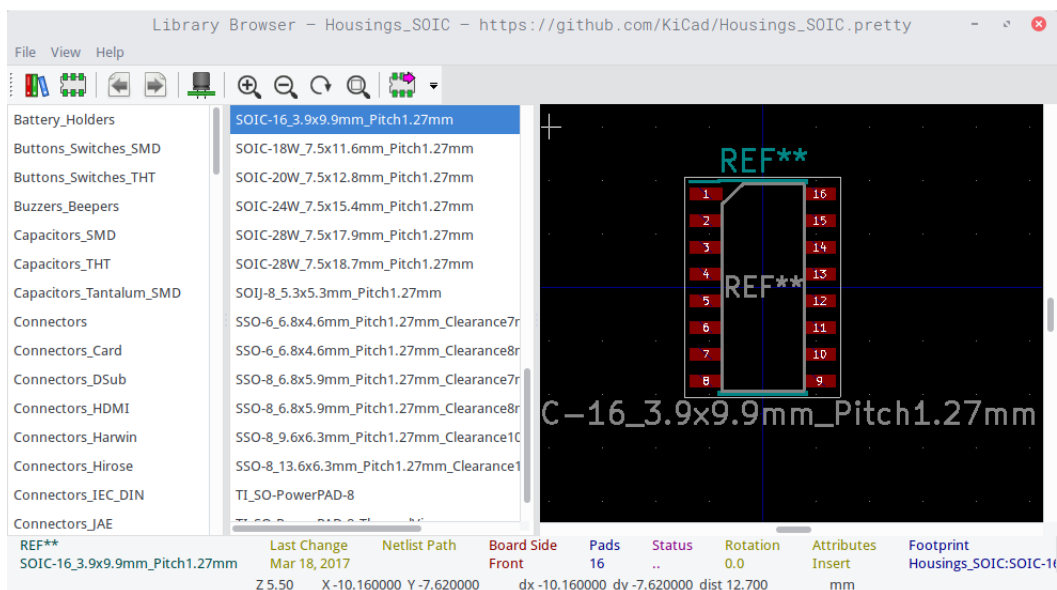 Library Browser — Housings_SOIC — https://github.com/KiCad/Housings_SOIC.pretty
File View Help
Battery_Holders
Buttons_Switches_SMD
Buttons_Switches_THT
Buzzers_Beepers
Capacitors_SMD
Capacitors_THT
Capacitors_Tantalum_SMD
Connectors
Connectors_Card
Connectors_DSub
Connectors_HDMI
Connectors_Harwin
Connectors_Hirose
Connectors_IEC_DIN
Connectors_JAE
SOIC-16_3.9x9.9mm_Pitch1.27mm
SOIC-18W_7.5x11.6mm_Pitch1.27mm
SOIC-20W_7.5x12.8mm_Pitch1.27mm
SOIC-24W_7.5x15.4mm_Pitch1.27mm
SOIC-28W_7.5x17.9mm_Pitch1.27mm
SOIC-28W_7.5x18.7mm_Pitch1.27mm
SOIJ-8_5.3x5.3mm_Pitch1.27mm
SSO-6_6.8x4.6mm_Pitch1.27mm_Clearance7
SSO-6_6.8x4.6mm_Pitch1.27mm_Clearance8
SSO-8_6.8x5.9mm_Pitch1.27mm_Clearance7
SSO-8_6.8x5.9mm_Pitch1.27mm_Clearance8
SSO-8_9.6x6.3mm_Pitch1.27mm_Clearance10
SSO-8_13.6x6.3mm_Pitch1.27mm_Clearance1
TI_SO-PowerPAD-8
REF**
1 16
2 15
3 14
4 13
REF**
5 12
6 11
7 10
8 9
C-16_3.9x9.9mm_Pitch1.27mm
REF** Last Change Netlist Path Board Side Pads Status Rotation Attributes Footprint
SOIC-16_3.9x9.9mm_Pitch1.27mm Mar 18, 2017 Front 16 .. 0.0 Insert Housings_SOIC:SOIC-16
Z 5.50 X -10.160000 Y -7.620000 dx -10.160000 dy -7.620000 dist 12.700 mm